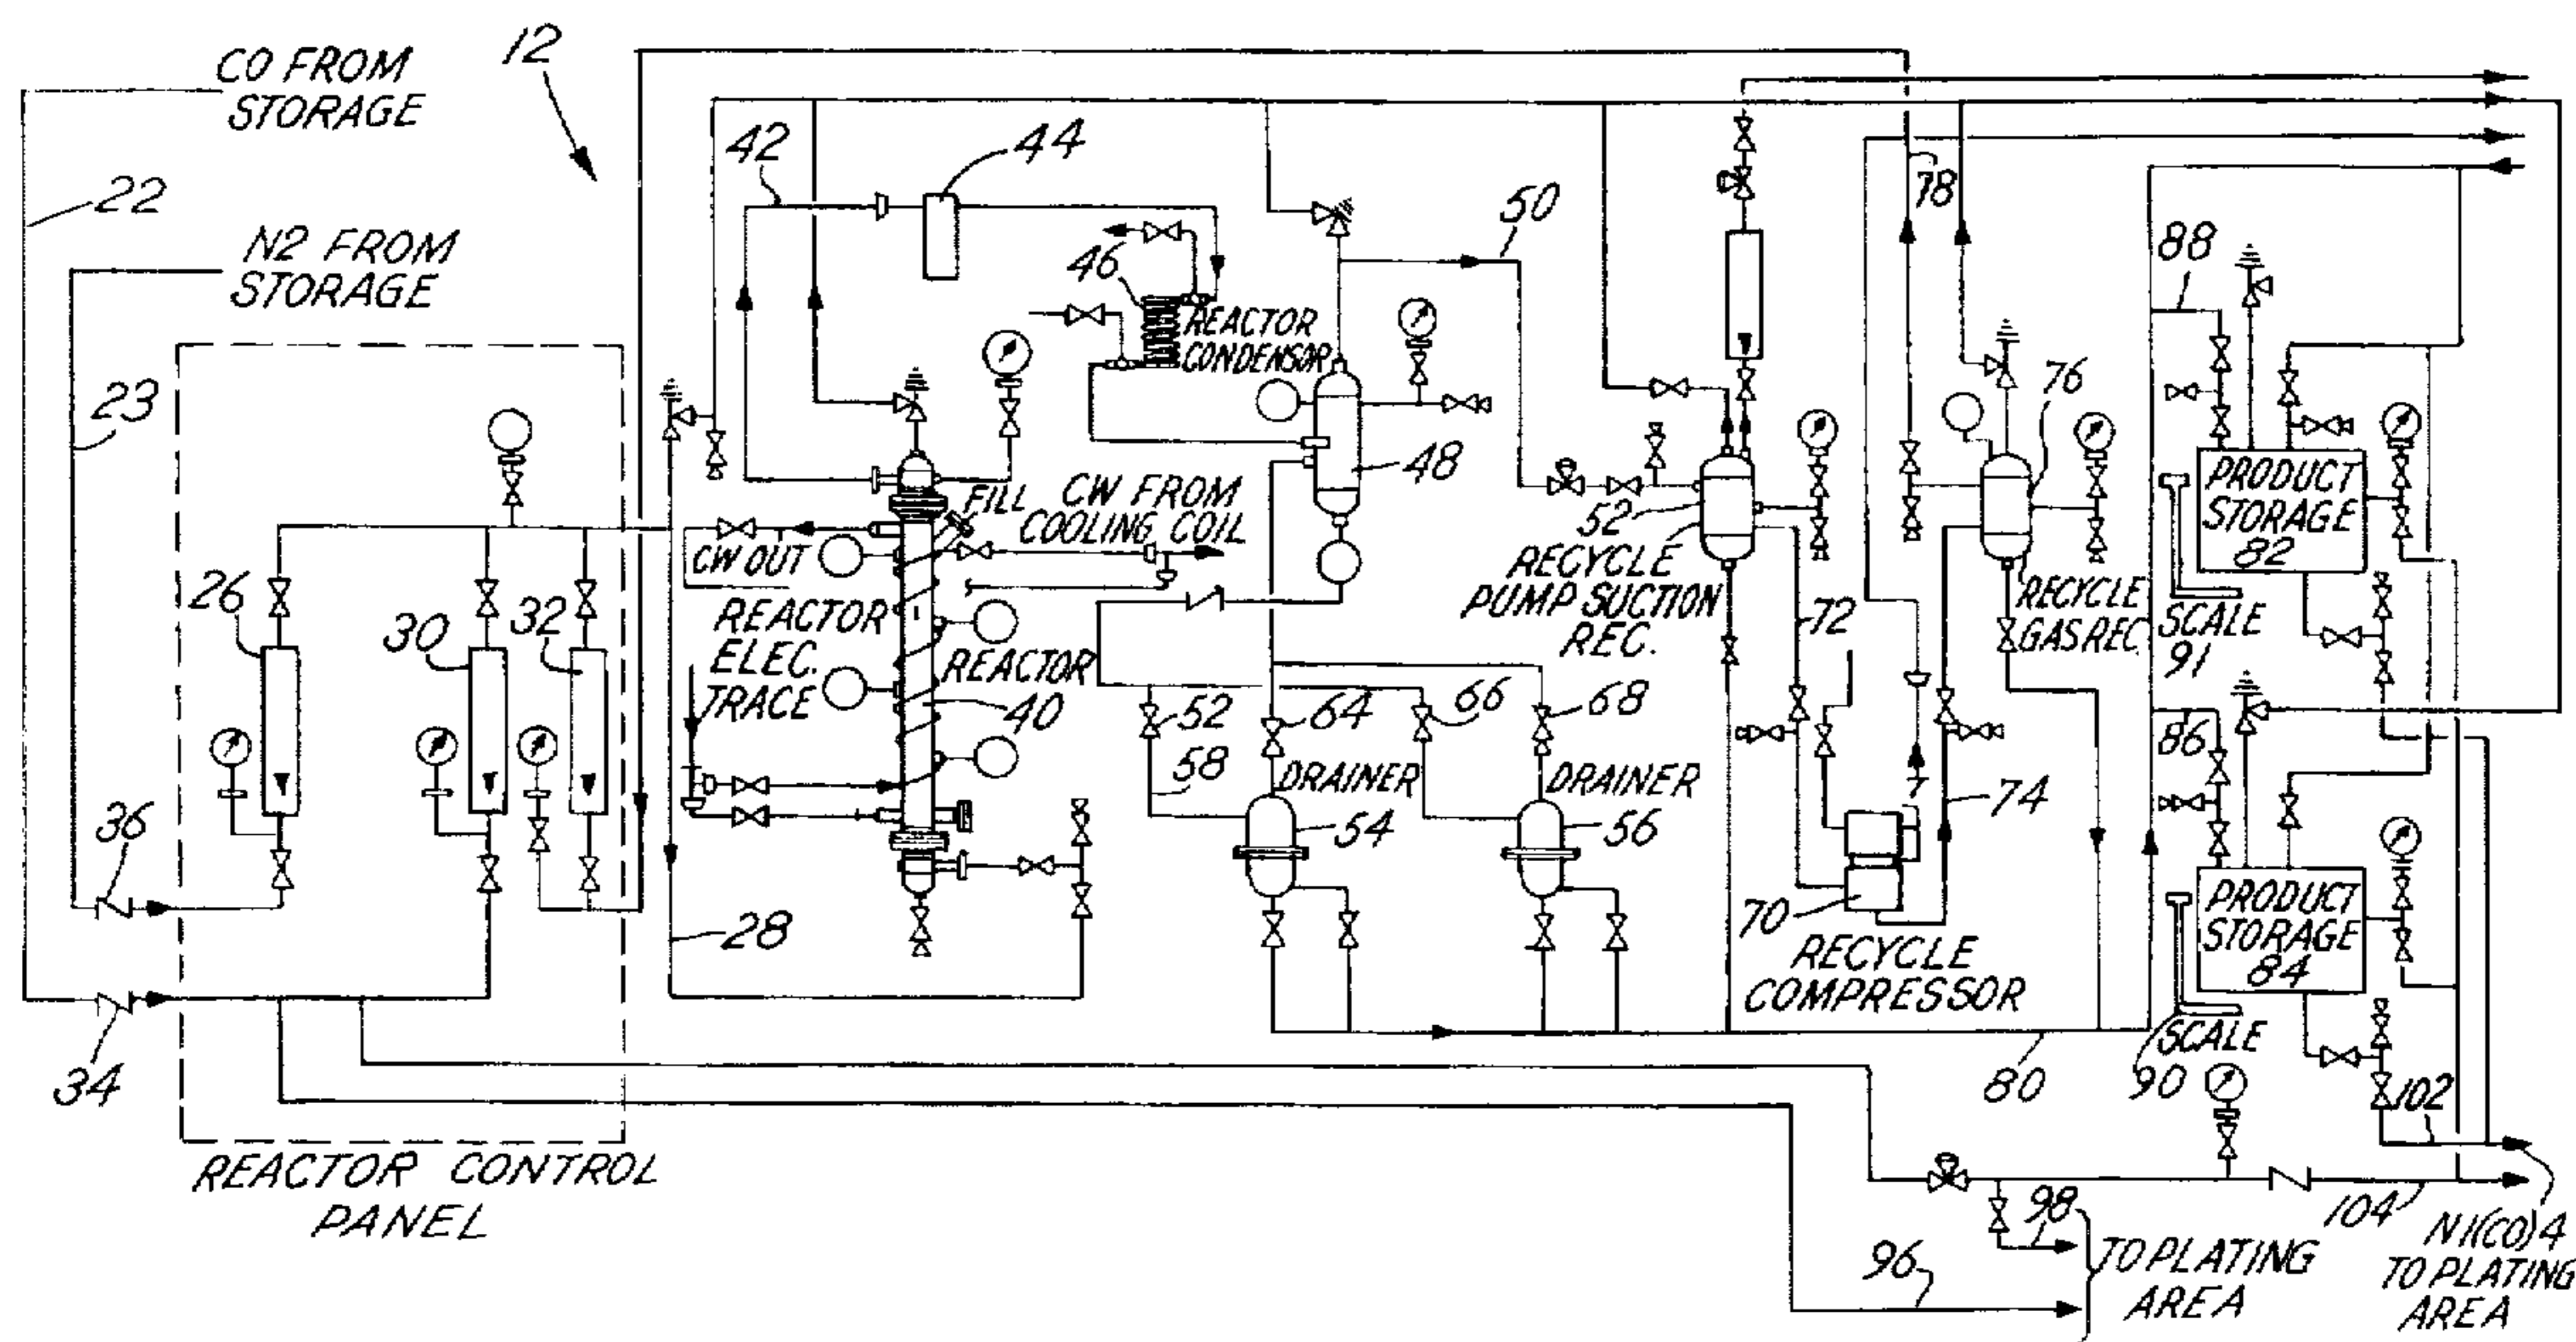 12
CO FROM
STORAGE
22
N2 FROM
STORAGE
23
42
44
46
REACTOR
CONDENSOR
50
48
78
88
76
26
30
32
36
34
REACTOR CONTROL
PANEL
28
FILL
CW FROM
COOLING COIL
CW OUT
REACTOR
ELEC.
TRACE
REACTOR
40
52
58
64
66
68
DRAINER
54
DRAINER
56
52
RECYCLE
PUMP SUCTION
REC.
72
74
70
RECYCLE
COMPRESSOR
RECYCLE
GAS REC.
80
PRODUCT
STORAGE
82
SCALE
91
86
PRODUCT
STORAGE
84
SCALE
90
102
104
98
96
TO PLATING
AREA
NI(CO)4
TO PLATING
AREA